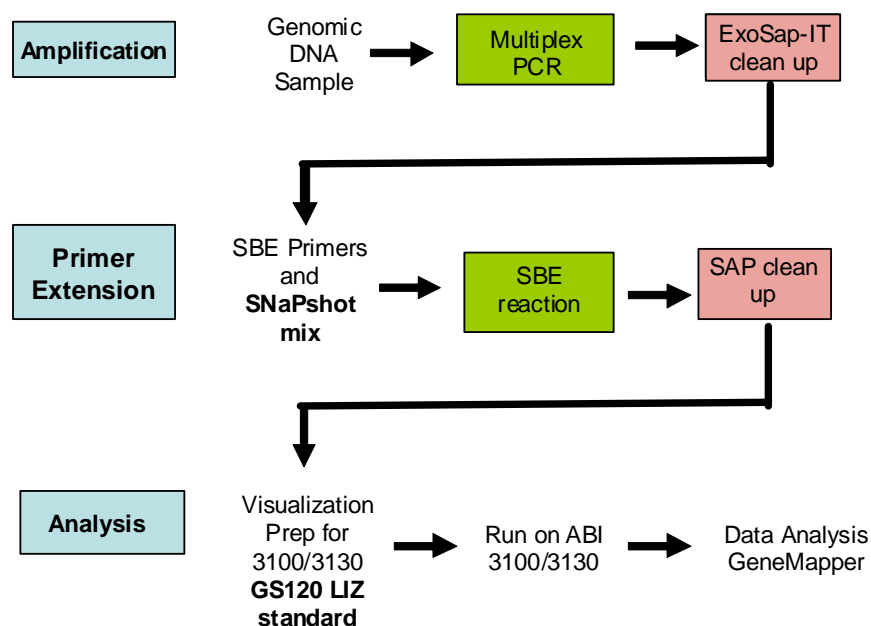 Amplification
Genomic
DNA
Sample
Multiplex
PCR
ExoSap-IT
clean up
Primer
Extension
SBE Primers
and
SNaPshot
mix
SBE
reaction
SAP clean
up
Analysis
Visualization
Prep for
3100/3130
GS120 LIZ
standard
Run on ABI
3100/3130
Data Analysis
GeneMapper